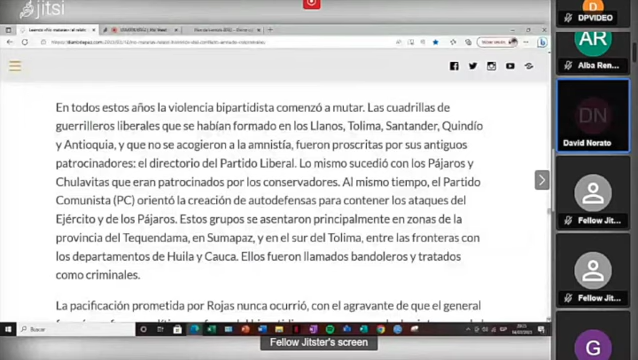 jitsi
DPVIDEO
AR
Alba Ren...
DN
David Norato
En todos estos años la violencia bipartidista comenzó a mutar. Las cuadrillas de
guerrilleros liberales que se habían formado en los Llanos, Tolima, Santander, Quindío
y Antioquia, y que no se acogieron a la amnistía, fueron proscritas por sus antiguos
patrocinadores: el directorio del Partido Liberal. Lo mismo sucedió con los Pájaros y
Chulavitas que eran patrocinados por los conservadores. Al mismo tiempo, el Partido
Comunista (PC) orientó la creación de autodefensas para contener los ataques del
Ejército y de los Pájaros. Estos grupos se asentaron principalmente en zonas de la
provincia del Tequendama, en Sumapaz, y en el sur del Tolima, entre las fronteras con
los departamentos de Huila y Cauca. Ellos fueron llamados bandoleros y tratados
como criminales.
La pacificación prometida por Rojas nunca ocurrió, con el agravante de que el general
Fellow Jit...
Fellow Jit...
G
Buscar
ESP
Fellow Jitster's screen